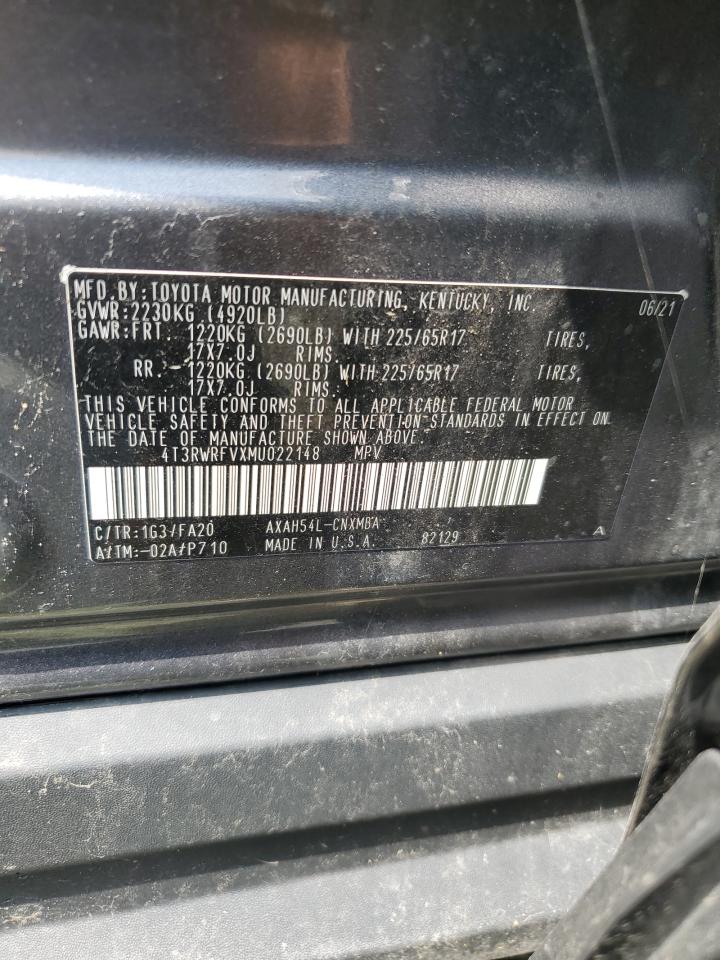 MFD.BY:TOYOTA MOTOR MANUFACTURING, KENTUCKY, INC. 06/21
GVWR:2230KG (4920LB)
GAWR:FRT. 1220KG (2690LB) WITH 225/65R17 TIRES,
17X7.0J RIMS.
RR. 1220KG (2690LB) WITH 225/65R17 TIRES,
17X7.0J RIMS.
THIS VEHICLE CONFORMS TO ALL APPLICABLE FEDERAL MOTOR
VEHICLE SAFETY AND THEFT PREVENTION STANDARDS IN EFFECT ON
THE DATE OF MANUFACTURE SHOWN ABOVE.
4T3RWRFVXMU022148 MPV
C/TR:1G3/FA20 AXAH54L-CNXMBA A
A/TM:-02A/P710 MADE IN U.S.A. 82129